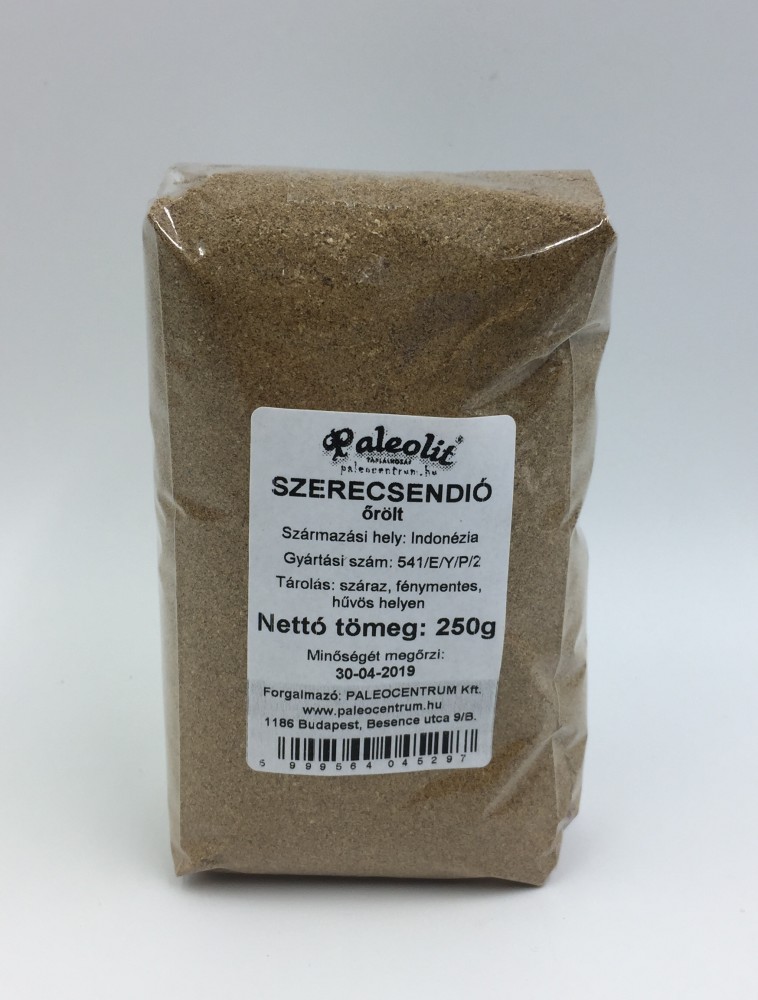 Paleolit
TÁPLÁLKOZÁS
paleocentrum.hu
SZERECSENDIÓ
őrölt
Származási hely: Indonézia
Gyártási szám: 541/E/Y/P/2
Tárolás: száraz, fénymentes,
hűvös helyen
Nettó tömeg: 250g
Minőségét megőrzi:
30-04-2019
Forgalmazó: PALEOCENTRUM Kft.
www.paleocentrum.hu
1186 Budapest, Besence utca 9/B.
5 999564 045297